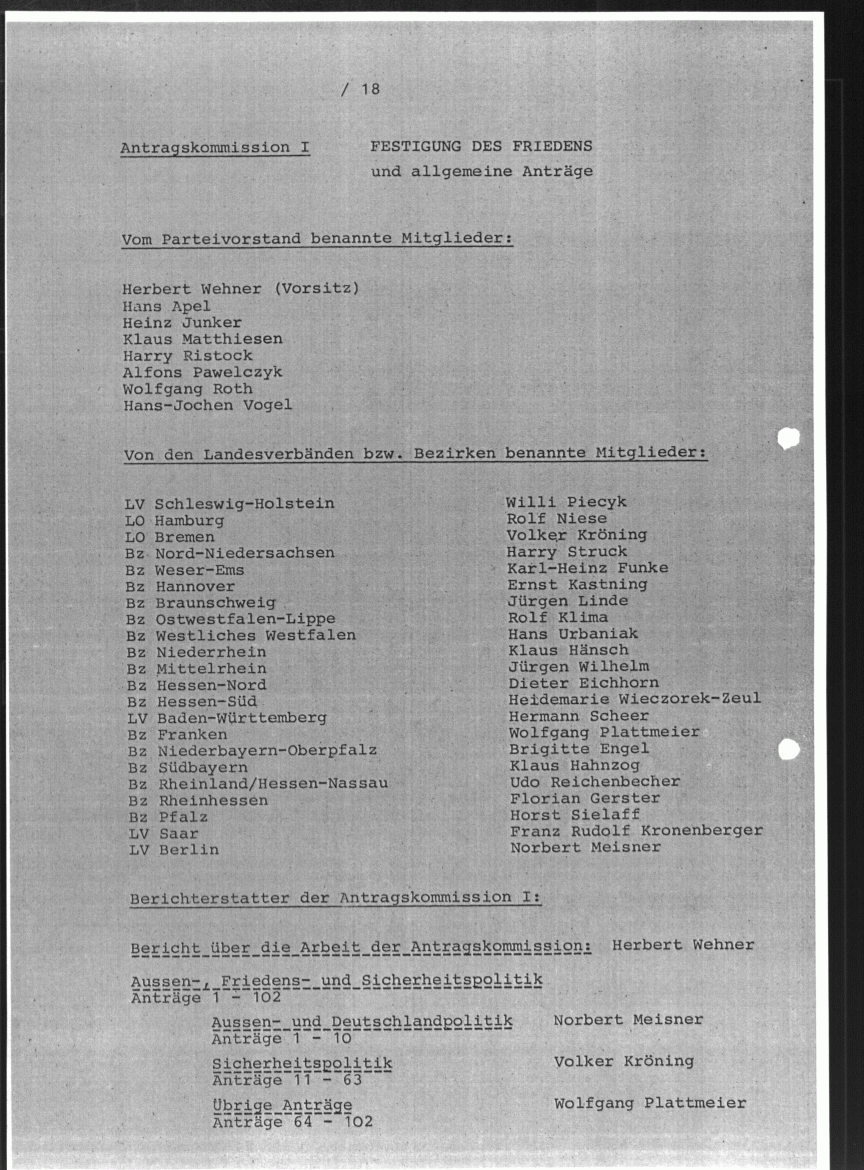 / 18
Antragskommission I FESTIGUNG DES FRIEDENS
und allgemeine Anträge
Vom Parteivorstand benannte Mitglieder:
Herbert Wehner (Vorsitz)
Hans Apel
Heinz Junker
Klaus Matthiesen
Harry Ristock
Alfons Pawelczyk
Wolfgang Roth
Hans-Jochen Vogel
Von den Landesverbänden bzw. Bezirken benannte Mitglieder:
LV Schleswig-Holstein Willi Piecyk
LO Hamburg Rolf Niese
LO Bremen Volker Kröning
Bz Nord-Niedersachsen Harry Struck
Bz Weser-Ems Karl-Heinz Funke
Bz Hannover Ernst Kastning
Bz Braunschweig Jürgen Linde
Bz Ostwestfalen-Lippe Rolf Klima
Bz Westliches Westfalen Hans Urbaniak
Bz Niederrhein Klaus Hänsch
Bz Mittelrhein Jürgen Wilhelm
Bz Hessen-Nord Dieter Eichhorn
Bz Hessen-Süd Heidemarie Wieczorek-Zeul
LV Baden-Württemberg Hermann Scheer
Bz Franken Wolfgang Plattmeier
Bz Niederbayern-Oberpfalz Brigitte Engel
Bz Südbayern Klaus Hahnzog
Bz Rheinland/Hessen-Nassau Udo Reichenbecher
Bz Rheinhessen Florian Gerster
Bz Pfalz Horst Sielaff
LV Saar Franz Rudolf Kronenberger
LV Berlin Norbert Meisner
Berichterstatter der Antragskommission I:
Bericht über die Arbeit der Antragskommission: Herbert Wehner
Aussen-, Friedens- und Sicherheitspolitik
Anträge 1 - 102
Aussen- und Deutschlandpolitik Norbert Meisner
Anträge 1 - 10
Sicherheitspolitik Volker Kröning
Anträge 11 - 63
Übrige Anträge Wolfgang Plattmeier
Anträge 64 - 102